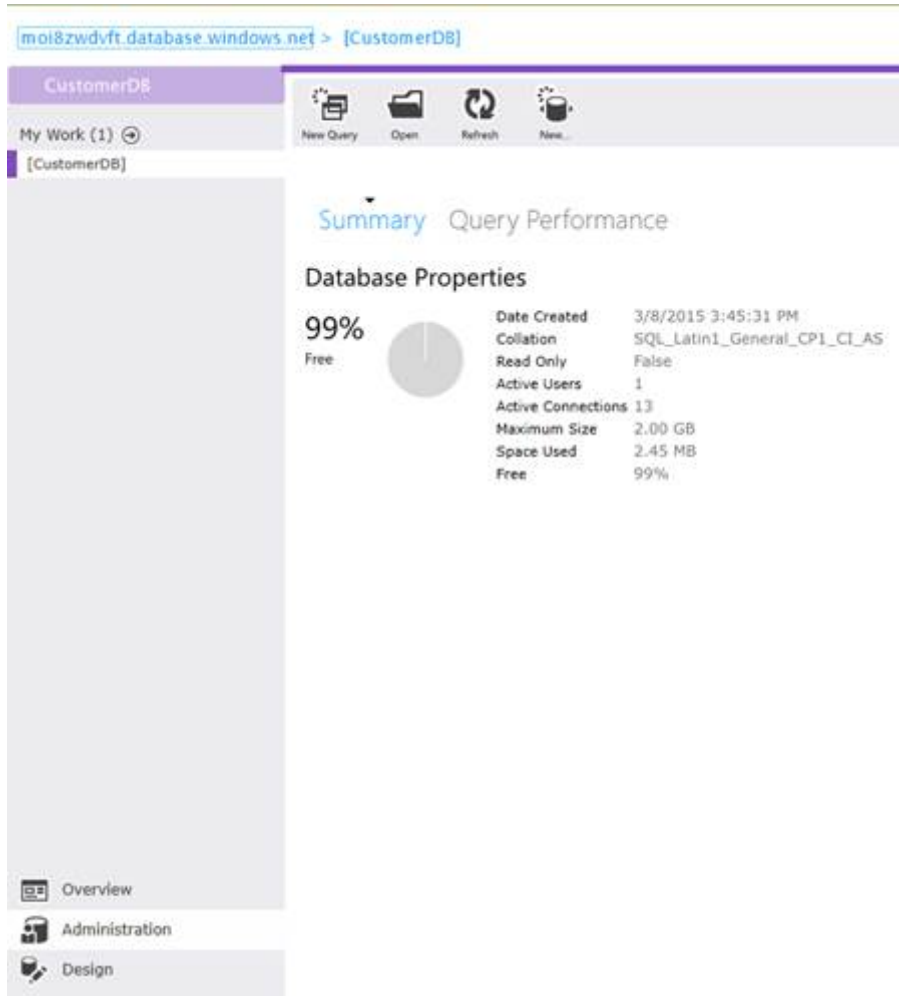 moi8zwdvft.database.windows.net > [CustomerDB]
CustomerDB
My Work (1)
[CustomerDB]
New Query Open Refresh New...
Summary Query Performance
Database Properties
99%
Free
Date Created 3/8/2015 3:45:31 PM
Collation SQL_Latin1_General_CP1_CI_AS
Read Only False
Active Users 1
Active Connections 13
Maximum Size 2.00 GB
Space Used 2.45 MB
Free 99%
Overview
Administration
Design